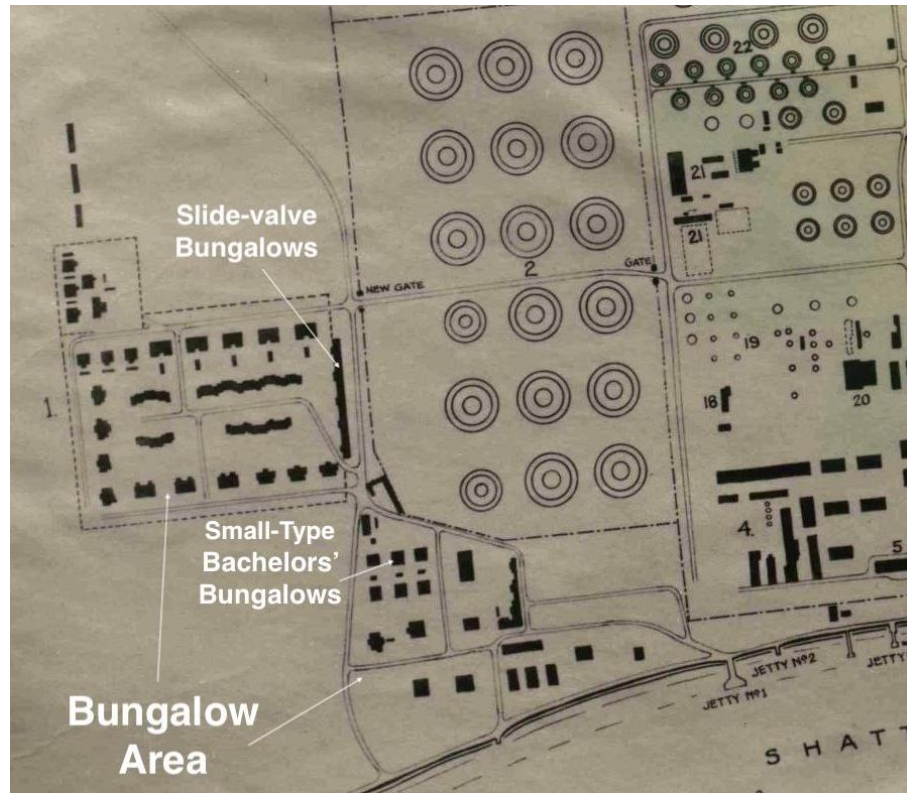 22
21
Slide-valve
Bungalows
21
2
GATE
NEW GATE
19
1.
18
20
Small-Type
Bachelors'
Bungalows
4.
5
JETTY Nº2
JETTY
JETTY Nº1
Bungalow
Area
SHATT